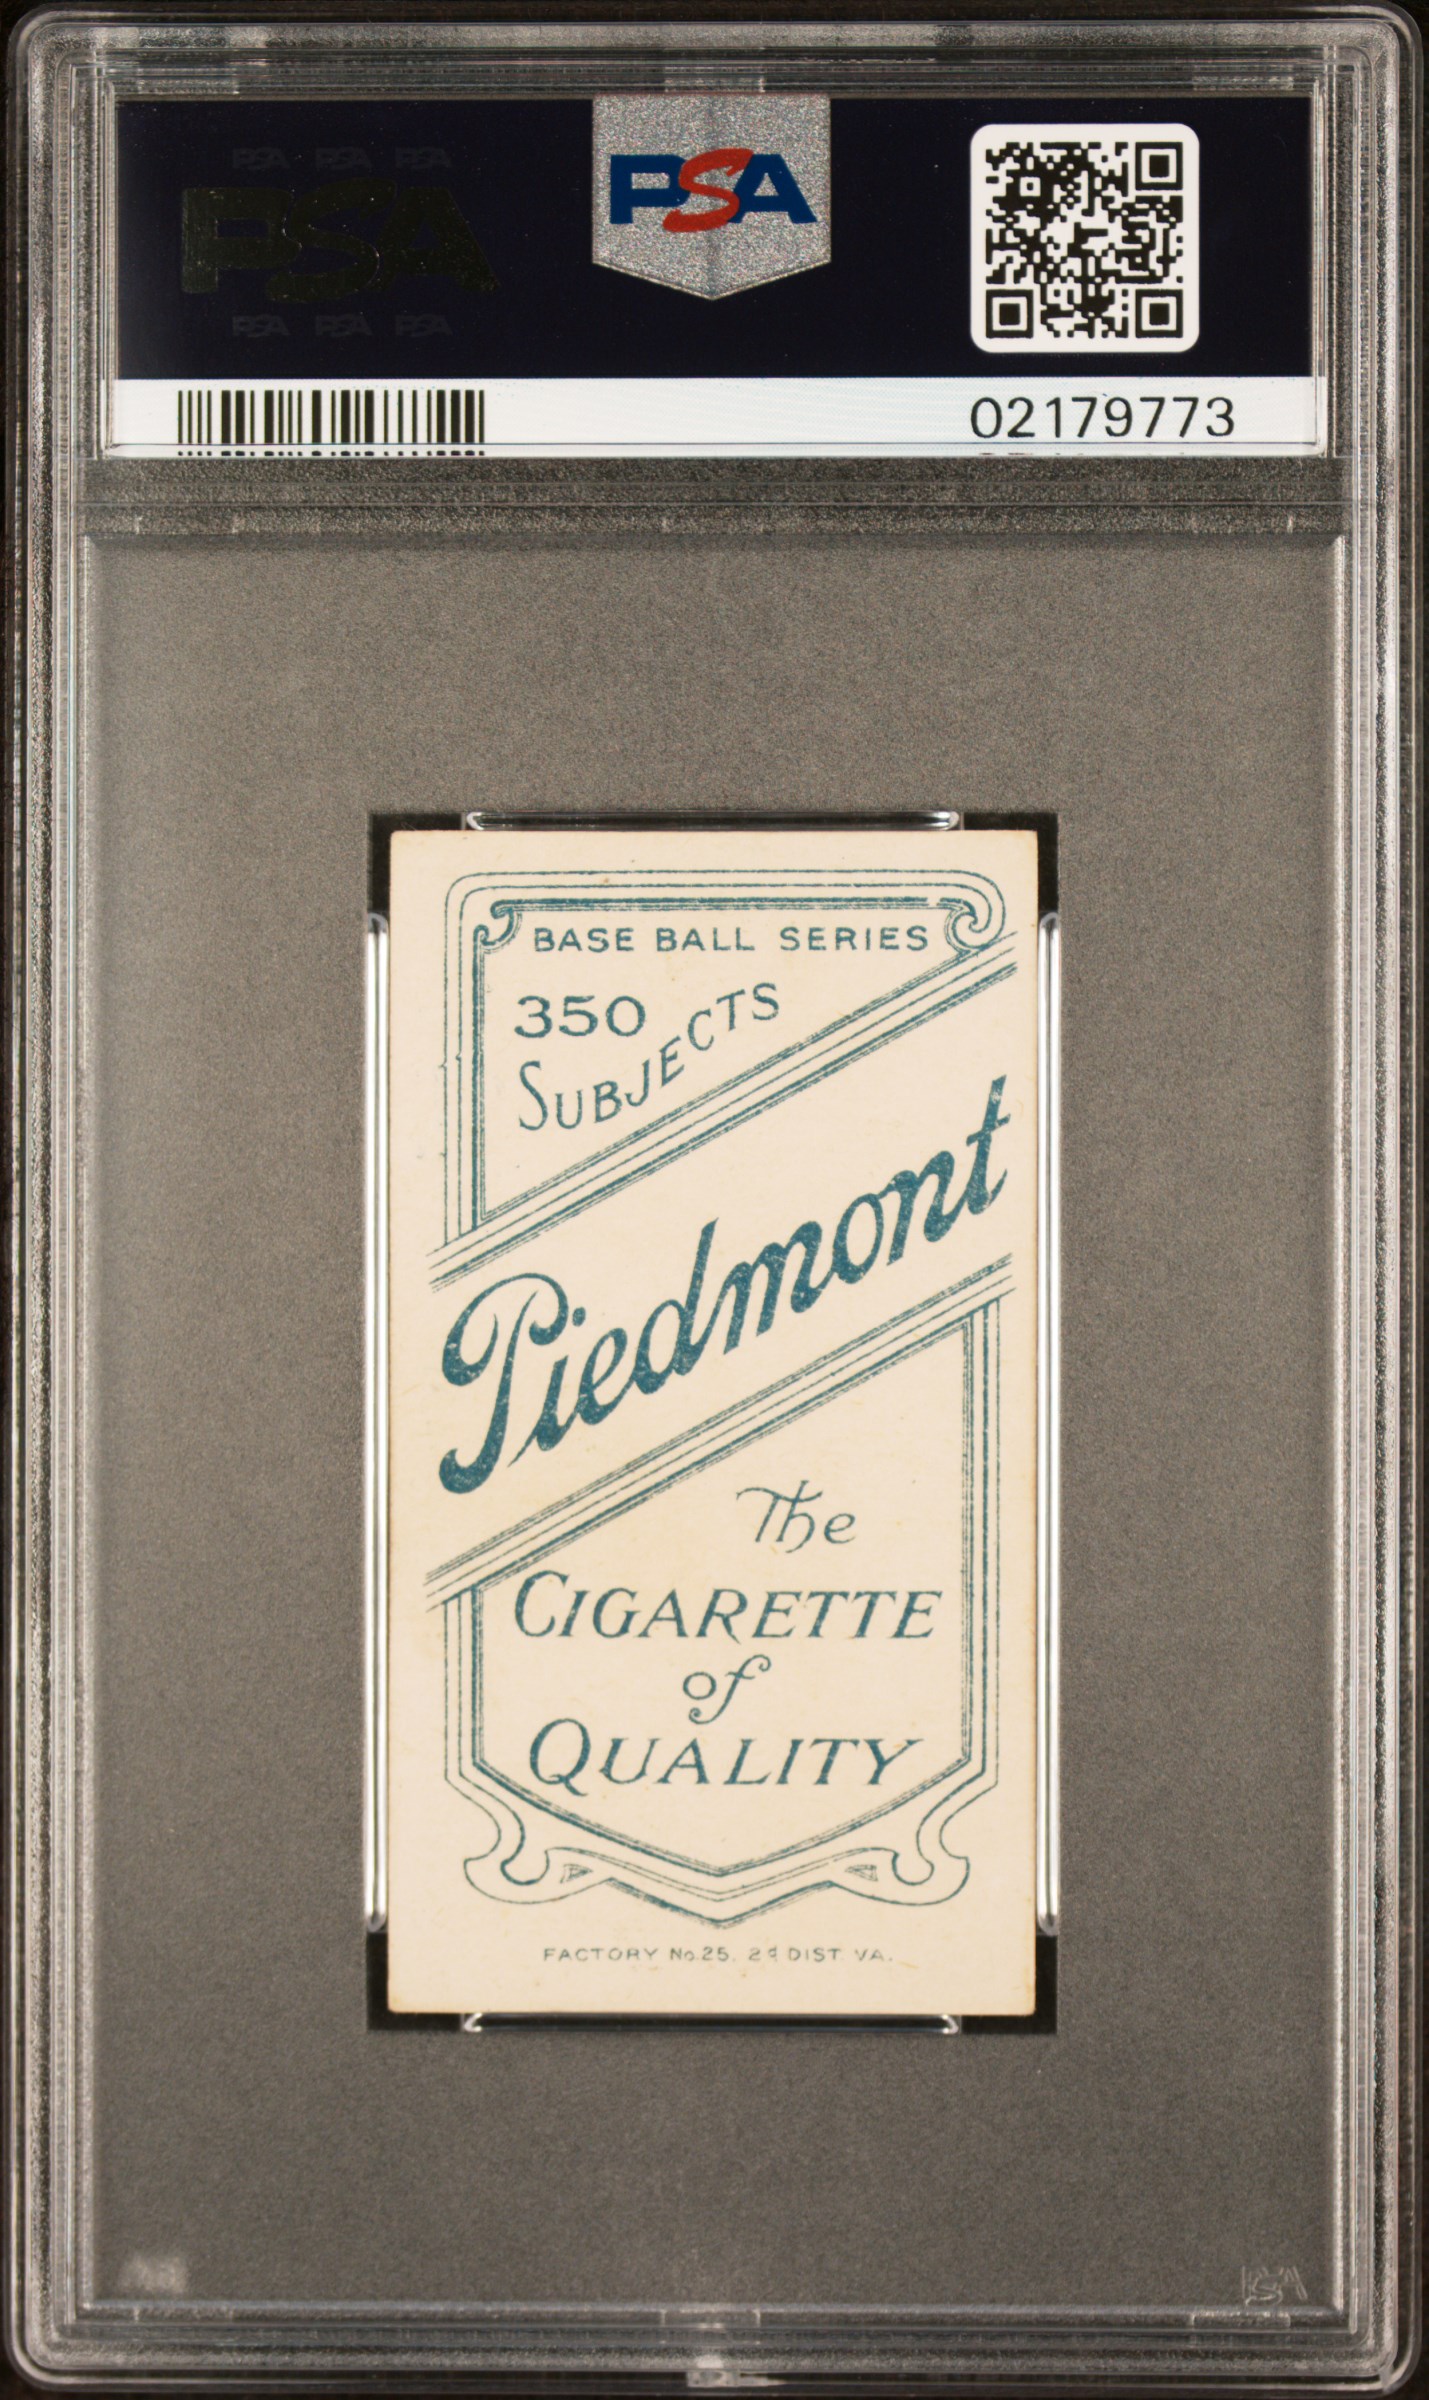 PSA PSA PSA
PSA
PSA PSA PSA
PSA
02179773
BASE BALL SERIES
350
SUBJECTS
Piedmont
The
CIGARETTE
of
QUALITY
FACTORY No. 25. 2d DIST. VA.
PSA